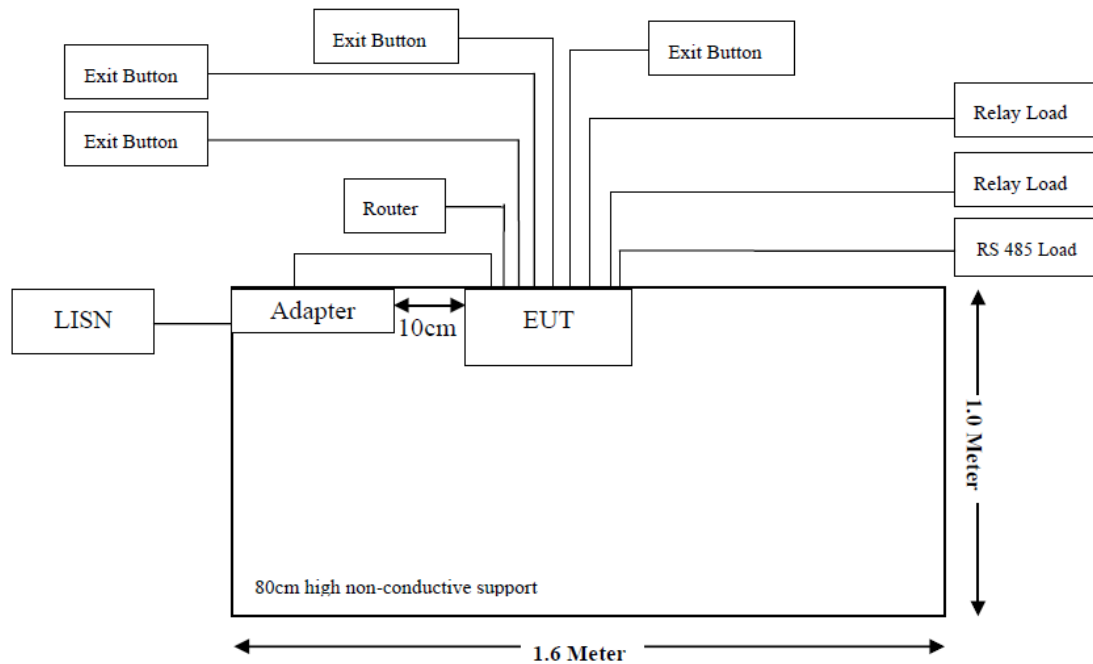 Exit Button
Exit Button
Exit Button
Exit Button
Relay Load
Relay Load
Router
RS 485 Load
LISN
Adapter
10cm
EUT
1.0 Meter
80cm high non-conductive support
1.6 Meter